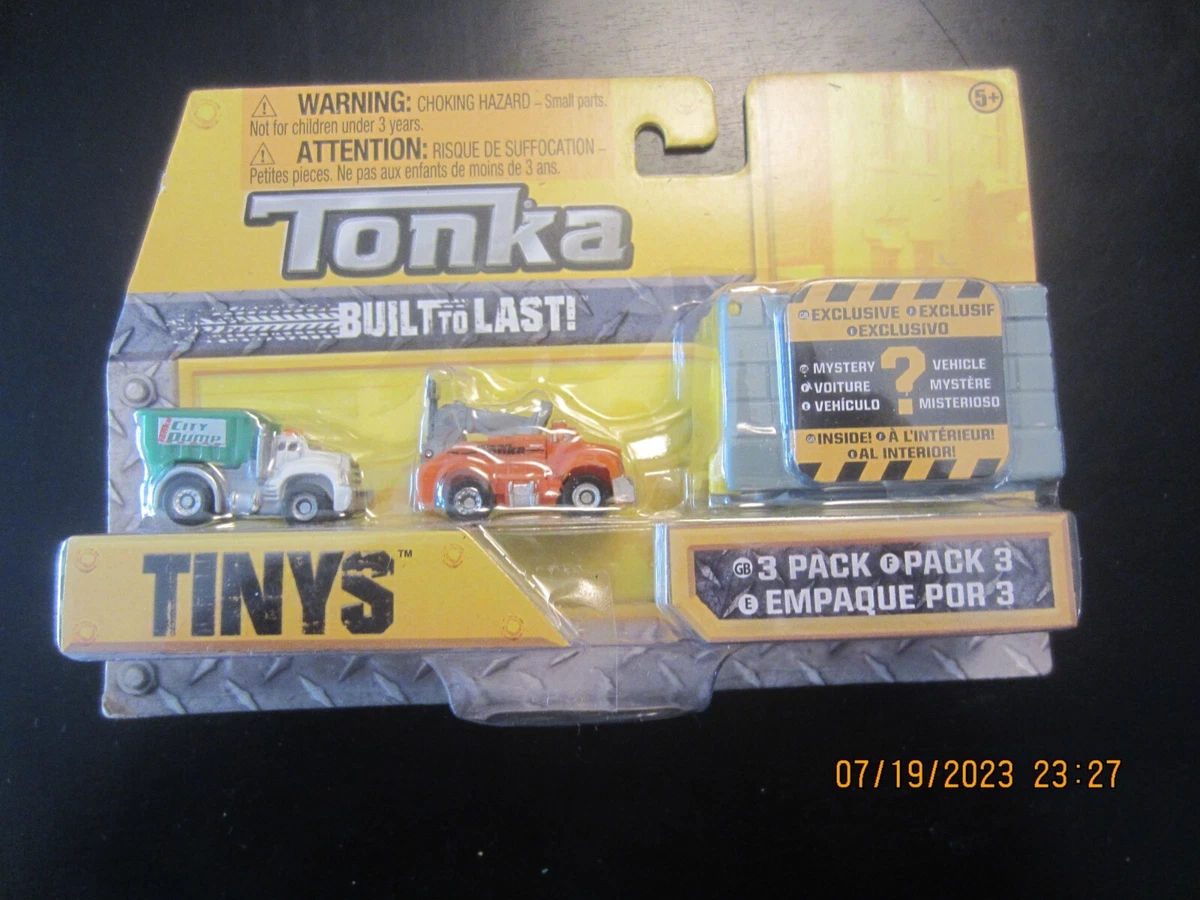 WARNING: CHOKING HAZARD – Small parts.
Not for children under 3 years.
ATTENTION: RISQUE DE SUFFOCATION –
Petites pieces. Ne pas aux enfants de moins de 3 ans.
5+
Tonka
BUILT TO LAST!
GB EXCLUSIVE F EXCLUSIF
E EXCLUSIVO
GB MYSTERY ? VEHICLE
F VOITURE MYSTÈRE
E VEHÍCULO MISTERIOSO
GB INSIDE! F À L'INTÉRIEUR!
E AL INTERIOR!
CITY
Dump
Tonka
TINYS™
GB 3 PACK F PACK 3
E EMPAQUE POR 3
07/19/2023 23:27